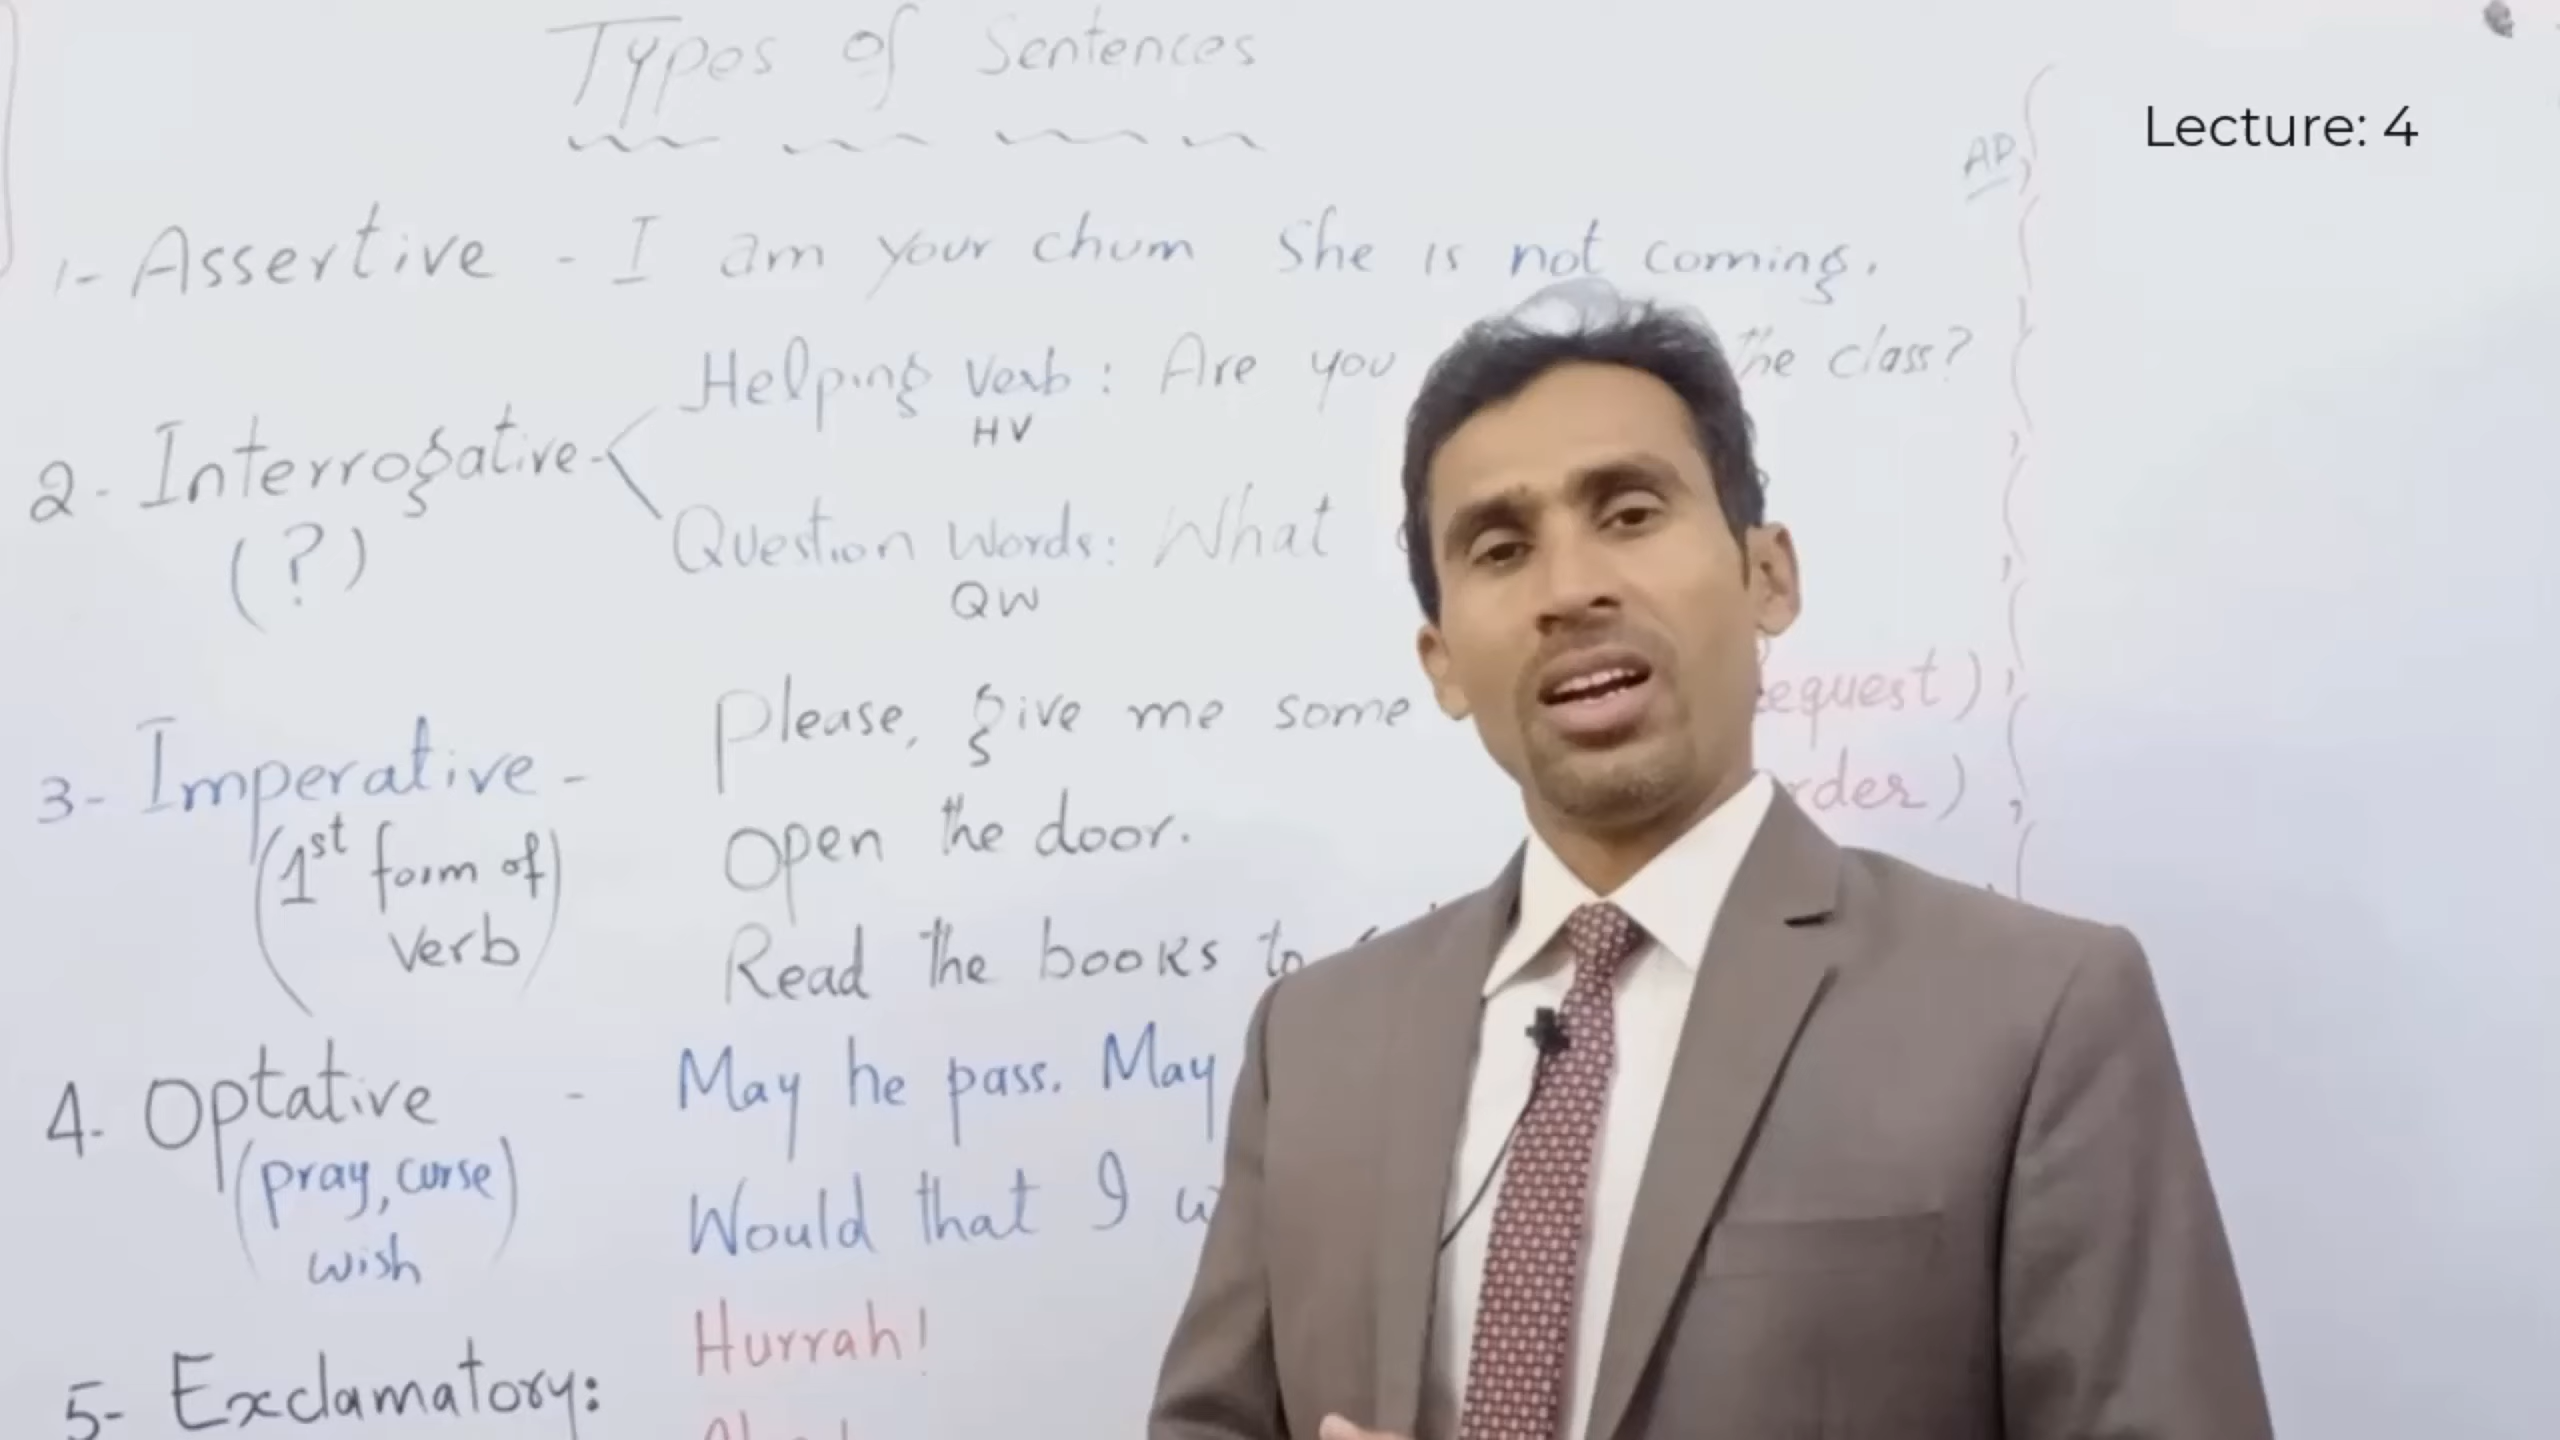 Types of Sentences
Lecture: 4
AD,
1- Assertive - I am your chum She is not coming.
Helping Verb: Are you the class?
HV
2- Interrogative -
(?)
Question Words: What
QW
3- Imperative - Please, give me some equest)
(1st form of verb)
Open the door. rder)
Read the books to
4- Optative - May he pass. May
(pray, curse
wish
Would that I
Hurrah!
5- Exclamatory: